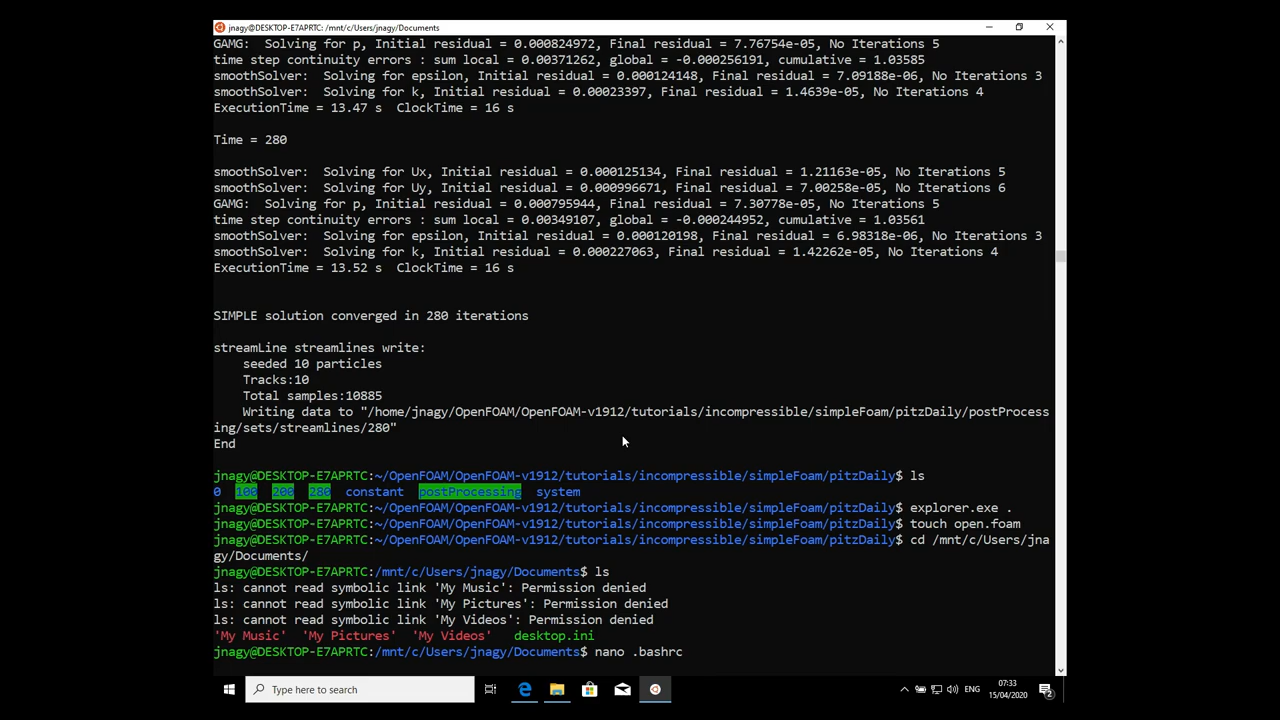 jnagy@DESKTOP-E7APRTC: /mnt/c/Users/jnagy/Documents
GAMG:  Solving for p, Initial residual = 0.000824972, Final residual = 7.76754e-05, No Iterations 5
time step continuity errors : sum local = 0.00371262, global = -0.000256191, cumulative = 1.03585
smoothSolver:  Solving for epsilon, Initial residual = 0.000124148, Final residual = 7.09188e-06, No Iterations 3
smoothSolver:  Solving for k, Initial residual = 0.00023397, Final residual = 1.4639e-05, No Iterations 4
ExecutionTime = 13.47 s  ClockTime = 16 s
Time = 280
smoothSolver:  Solving for Ux, Initial residual = 0.000125134, Final residual = 1.21163e-05, No Iterations 5
smoothSolver:  Solving for Uy, Initial residual = 0.000996671, Final residual = 7.00258e-05, No Iterations 6
GAMG:  Solving for p, Initial residual = 0.000795944, Final residual = 7.30778e-05, No Iterations 5
time step continuity errors : sum local = 0.00349107, global = -0.000244952, cumulative = 1.03561
smoothSolver:  Solving for epsilon, Initial residual = 0.000120198, Final residual = 6.98318e-06, No Iterations 3
smoothSolver:  Solving for k, Initial residual = 0.000227063, Final residual = 1.42262e-05, No Iterations 4
ExecutionTime = 13.52 s  ClockTime = 16 s
SIMPLE solution converged in 280 iterations
streamLine streamlines write:
    seeded 10 particles
    Tracks:10
    Total samples:10885
    Writing data to "/home/jnagy/OpenFOAM/OpenFOAM-v1912/tutorials/incompressible/simpleFoam/pitzDaily/postProcess
ing/sets/streamlines/280"
End
jnagy@DESKTOP-E7APRTC:~/OpenFOAM/OpenFOAM-v1912/tutorials/incompressible/simpleFoam/pitzDaily$ ls
0  100  200  280  constant  postProcessing  system
jnagy@DESKTOP-E7APRTC:~/OpenFOAM/OpenFOAM-v1912/tutorials/incompressible/simpleFoam/pitzDaily$ explorer.exe .
jnagy@DESKTOP-E7APRTC:~/OpenFOAM/OpenFOAM-v1912/tutorials/incompressible/simpleFoam/pitzDaily$ touch open.foam
jnagy@DESKTOP-E7APRTC:~/OpenFOAM/OpenFOAM-v1912/tutorials/incompressible/simpleFoam/pitzDaily$ cd /mnt/c/Users/jna
gy/Documents/
jnagy@DESKTOP-E7APRTC:/mnt/c/Users/jnagy/Documents$ ls
ls: cannot read symbolic link 'My Music': Permission denied
ls: cannot read symbolic link 'My Pictures': Permission denied
ls: cannot read symbolic link 'My Videos': Permission denied
'My Music'  'My Pictures'  'My Videos'   desktop.ini
jnagy@DESKTOP-E7APRTC:/mnt/c/Users/jnagy/Documents$ nano .bashrc
Type here to search
ENG
07:33
15/04/2020
2